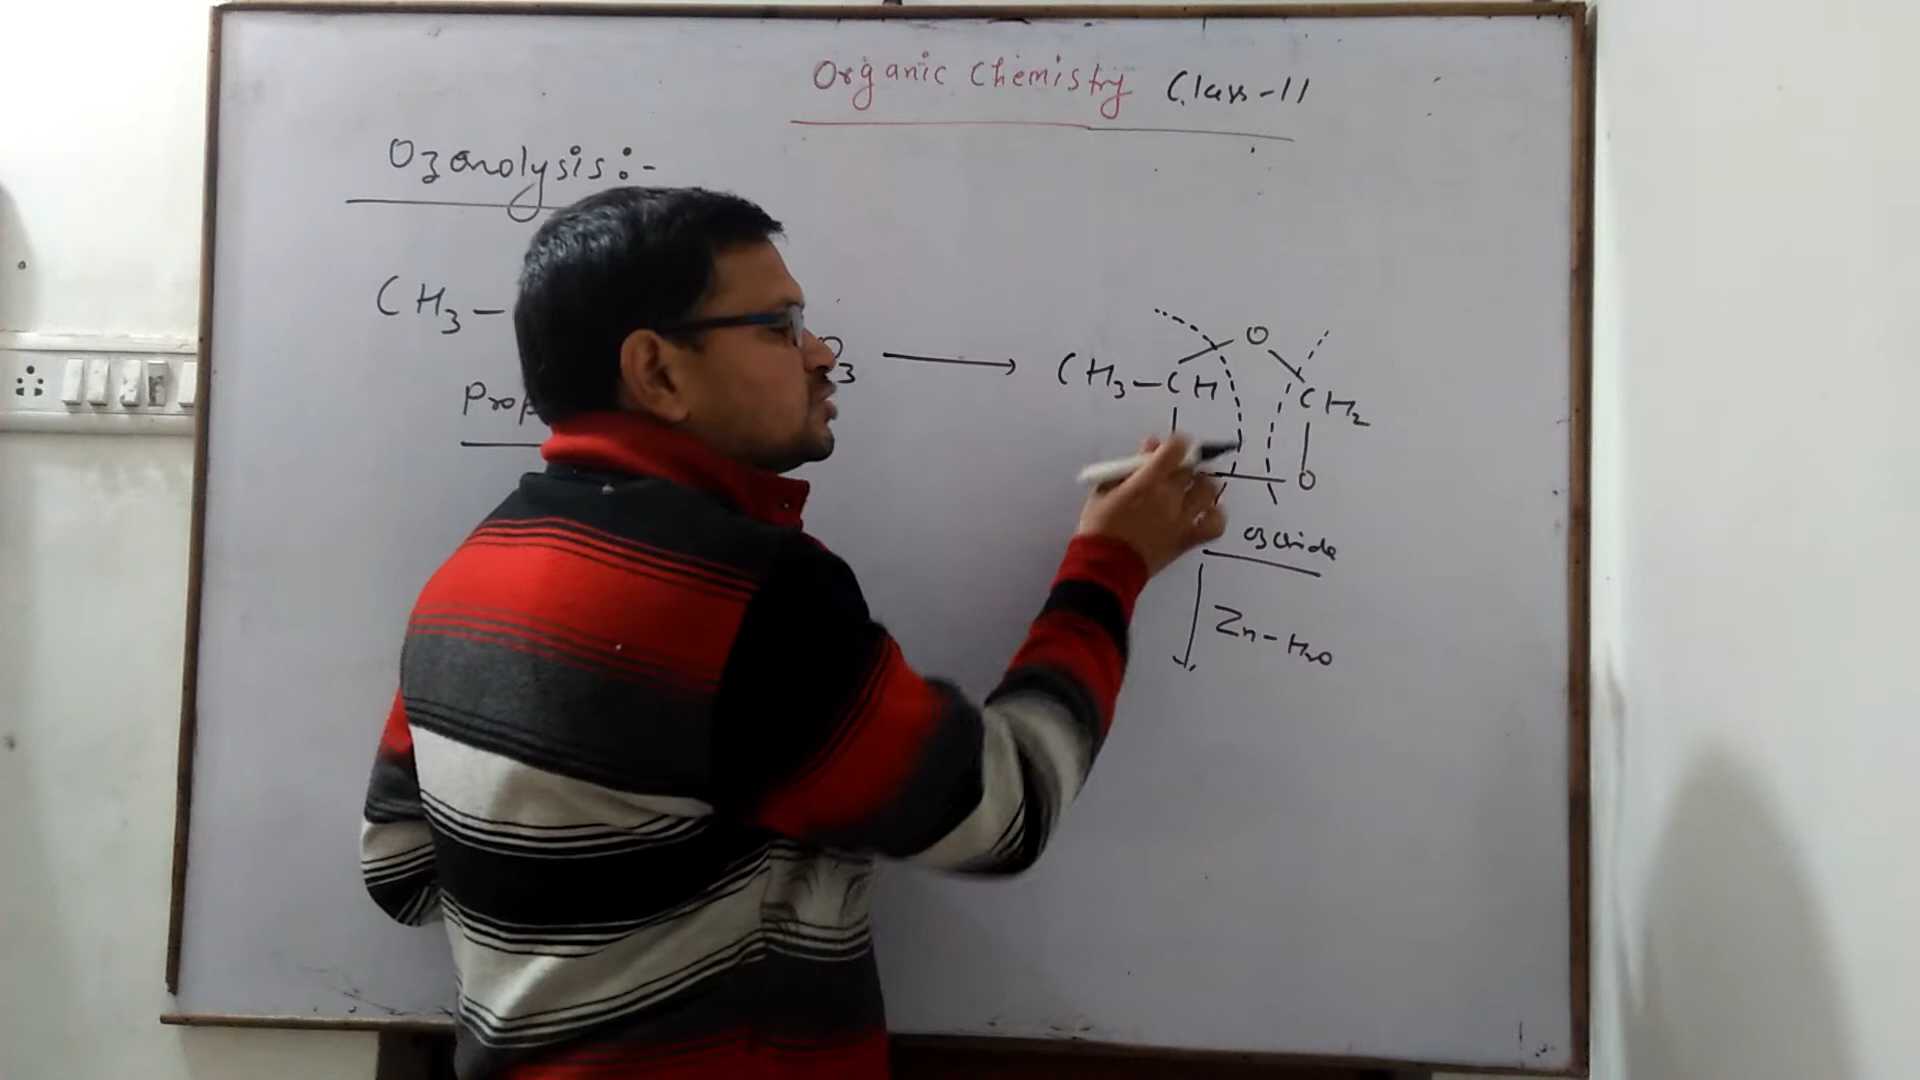 Organic Chemistry Class-11
Ozonolysis:-
CH3-
O3 → CH3-CH O CH2
O
Prop
ozonide
Zn-H2O